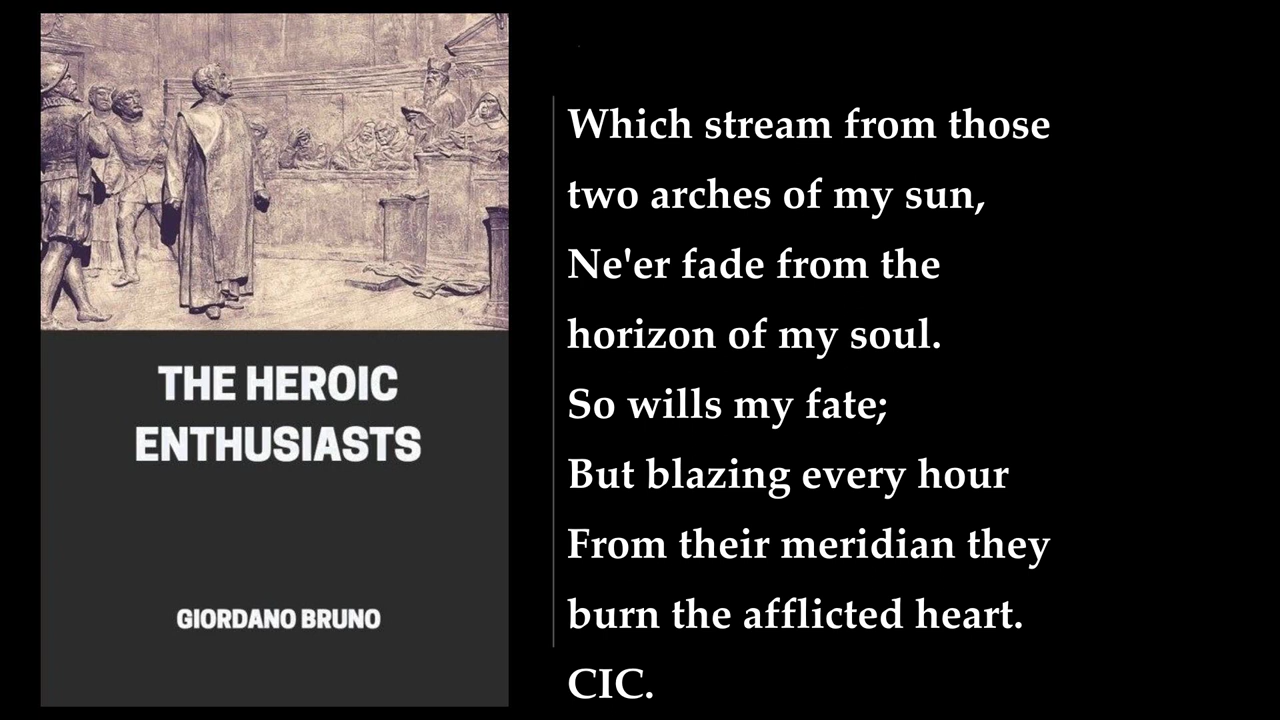 THE HEROIC
ENTHUSIASTS
GIORDANO BRUNO
Which stream from those
two arches of my sun,
Ne'er fade from the
horizon of my soul.
So wills my fate;
But blazing every hour
From their meridian they
burn the afflicted heart.
CIC.